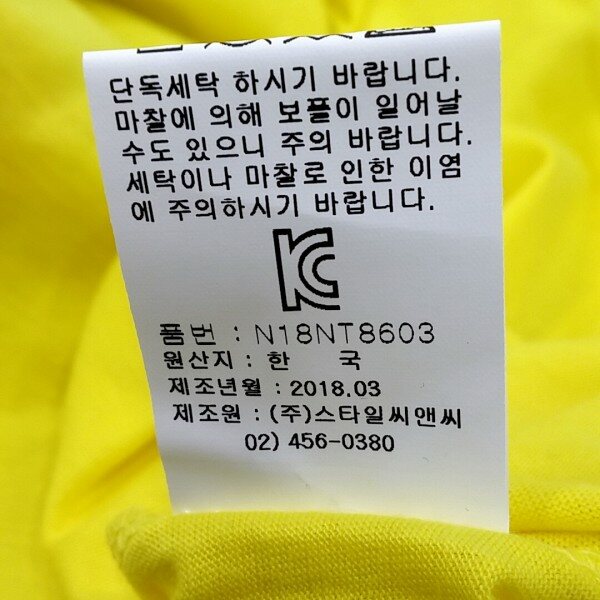 단독세탁 하시기 바랍니다.
마찰에 의해 보플이 일어날
수도 있으니 주의 바랍니다.
세탁이나 마찰로 인한 이염
에 주의하시기 바랍니다.
KC
품번 : N18NT8603
원산지 : 한 국
제조년월 : 2018.03
제조원 : (주)스타일씨앤씨
02) 456-0380